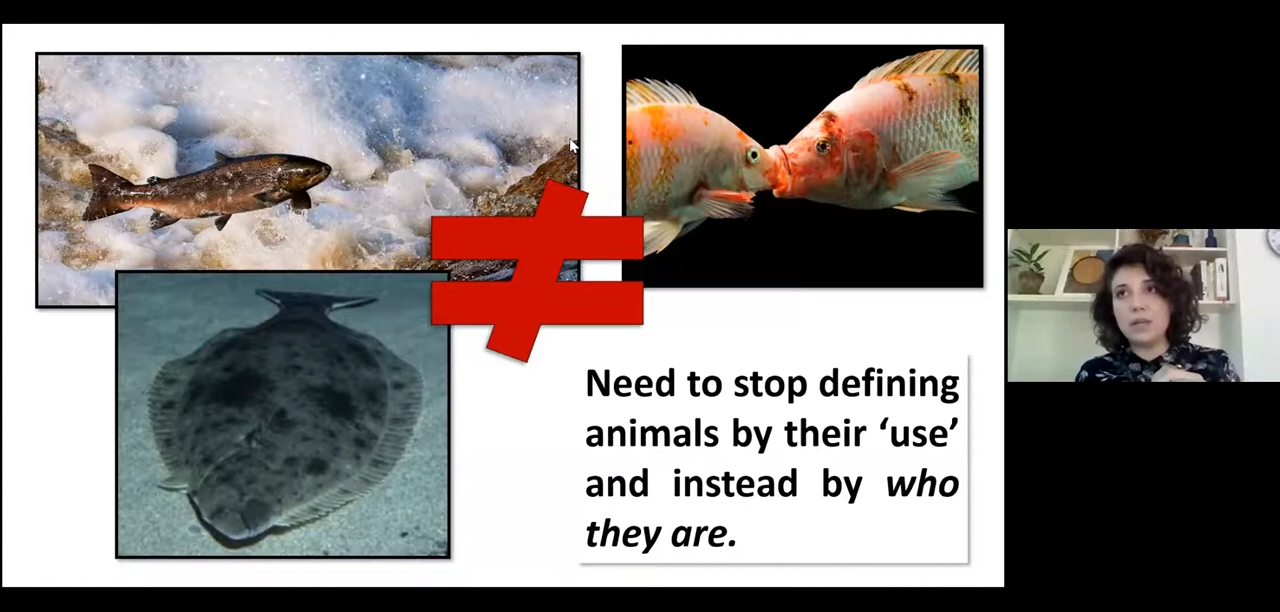 Need to stop defining
animals by their ‘use’
and instead by who
they are.